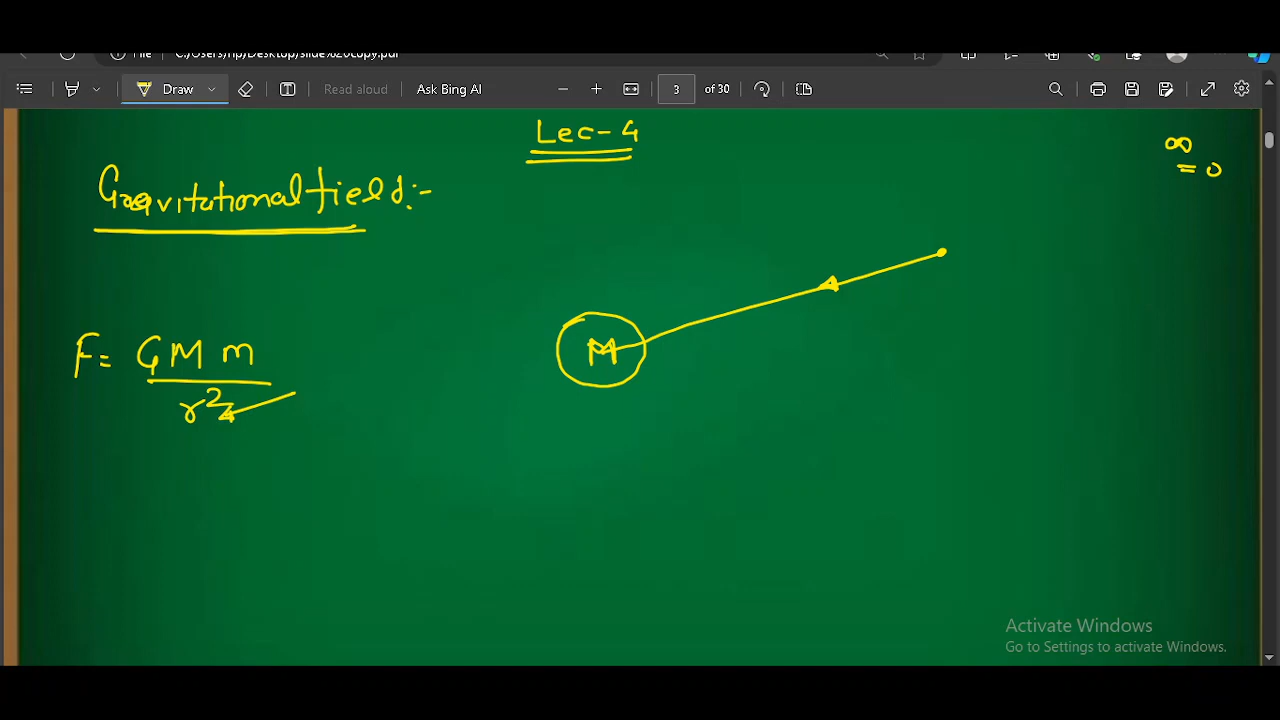 File C:/Users/hp/Desktop/slide%20copy.pdf
Draw Read aloud Ask Bing AI 3 of 30
Lec-4
∞
= 0
Gravitational field:-
M
F = G M m
r²
Activate Windows
Go to Settings to activate Windows.